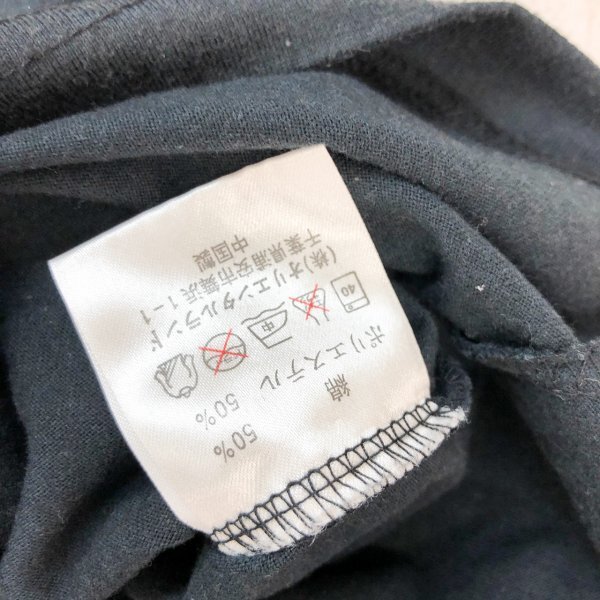 綿 50%
ポリエステル 50%
40
中
(株)オリエンタルランド
千葉県浦安市舞浜1-1
中国製